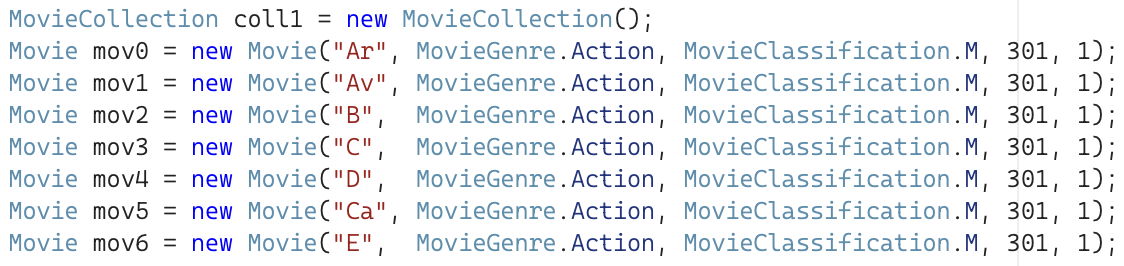 MovieCollection coll1 = new MovieCollection();
Movie mov0 = new Movie("Ar", MovieGenre.Action, MovieClassification.M, 301, 1);
Movie mov1 = new Movie("Av", MovieGenre.Action, MovieClassification.M, 301, 1);
Movie mov2 = new Movie("B",  MovieGenre.Action, MovieClassification.M, 301, 1);
Movie mov3 = new Movie("C",  MovieGenre.Action, MovieClassification.M, 301, 1);
Movie mov4 = new Movie("D",  MovieGenre.Action, MovieClassification.M, 301, 1);
Movie mov5 = new Movie("Ca", MovieGenre.Action, MovieClassification.M, 301, 1);
Movie mov6 = new Movie("E",  MovieGenre.Action, MovieClassification.M, 301, 1);